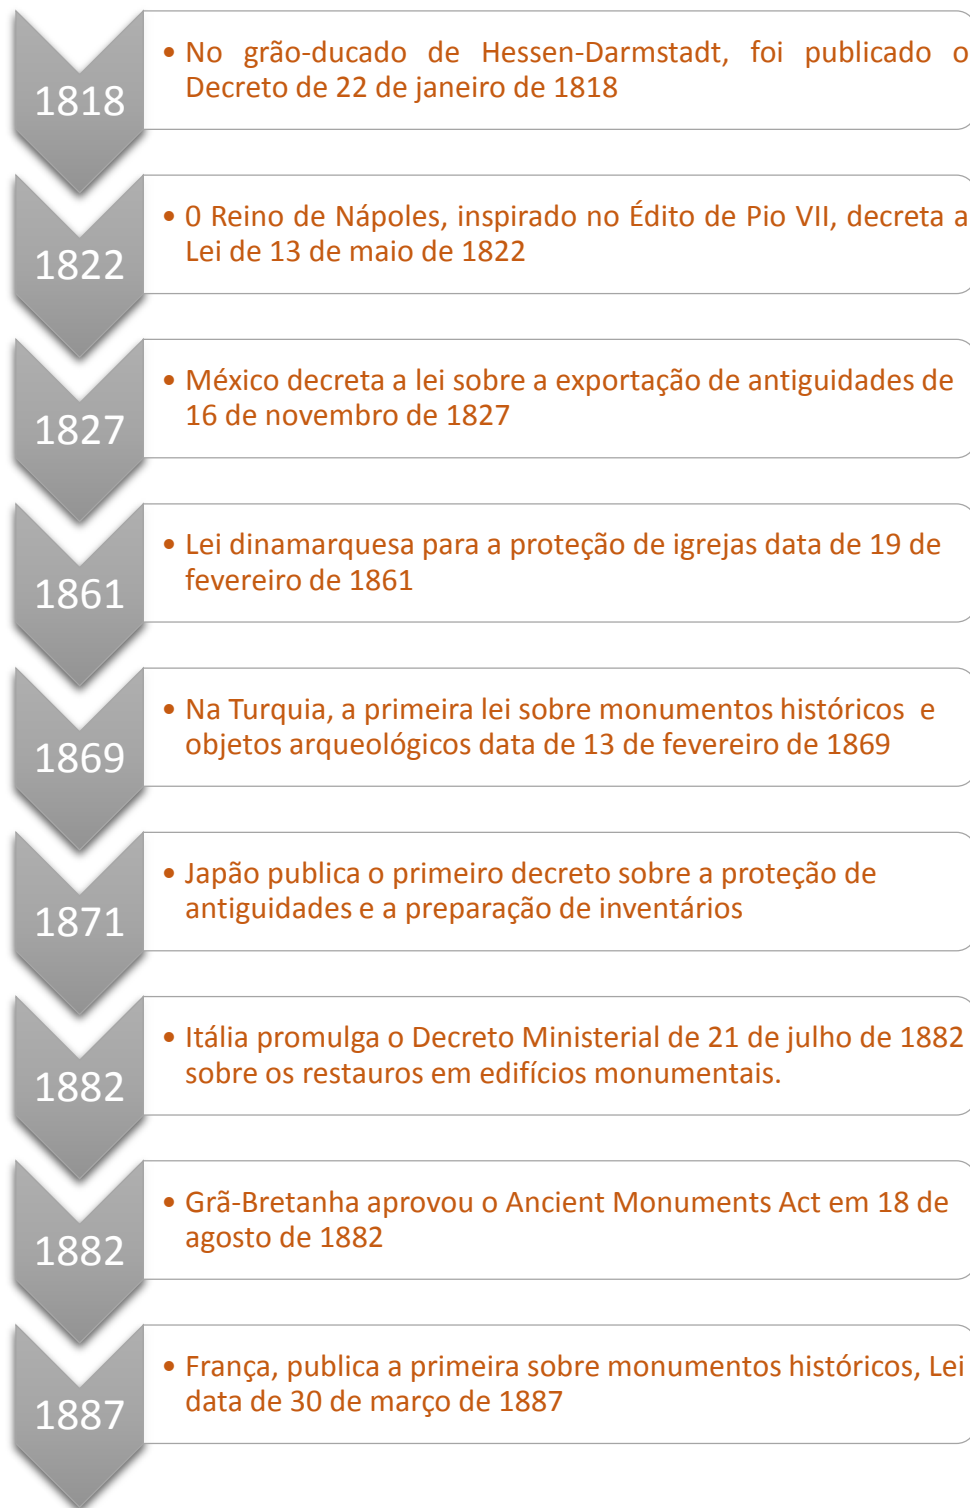 1818
• No grão-ducado de Hessen-Darmstadt, foi publicado o
Decreto de 22 de janeiro de 1818
1822
• 0 Reino de Nápoles, inspirado no Édito de Pio VII, decreta a
Lei de 13 de maio de 1822
1827
• México decreta a lei sobre a exportação de antiguidades de
16 de novembro de 1827
1861
• Lei dinamarquesa para a proteção de igrejas data de 19 de
fevereiro de 1861
1869
• Na Turquia, a primeira lei sobre monumentos históricos e
objetos arqueológicos data de 13 de fevereiro de 1869
1871
• Japão publica o primeiro decreto sobre a proteção de
antiguidades e a preparação de inventários
1882
• Itália promulga o Decreto Ministerial de 21 de julho de 1882
sobre os restauros em edifícios monumentais.
1882
• Grã-Bretanha aprovou o Ancient Monuments Act em 18 de
agosto de 1882
1887
• França, publica a primeira sobre monumentos históricos, Lei
data de 30 de março de 1887